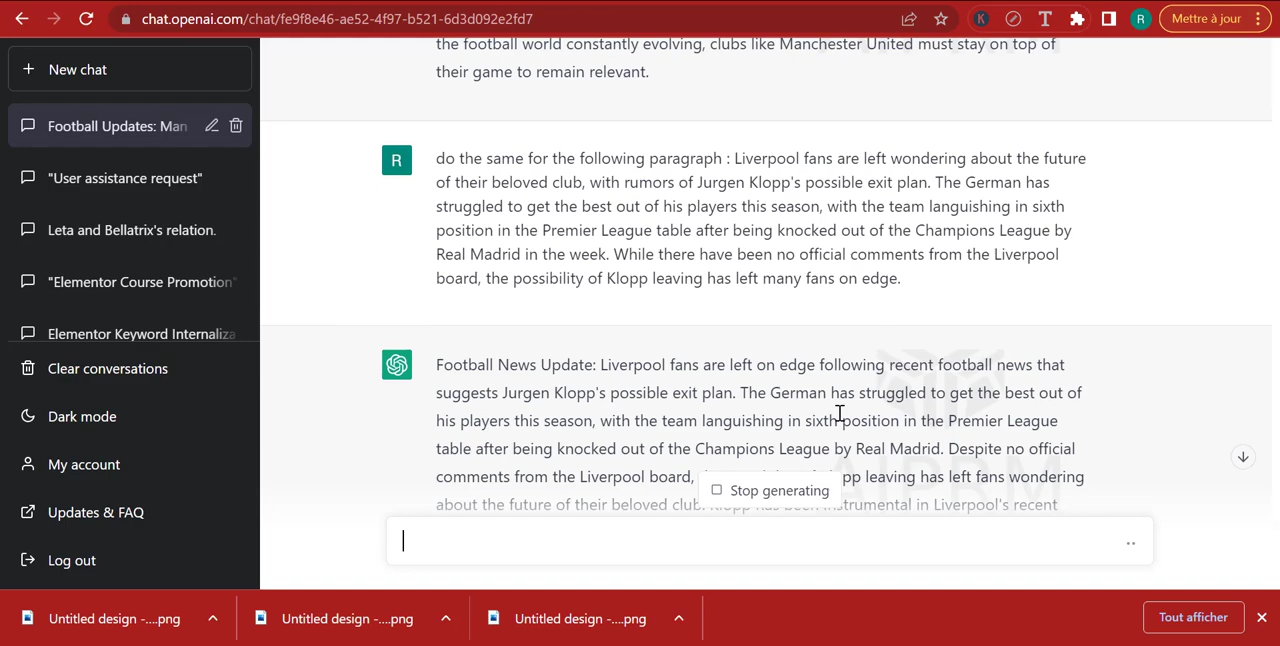 chat.openai.com/chat/fe9f8e46-ae52-4f97-b521-6d3d092e2fd7
K
T
R
Mettre à jour
New chat
Football Updates: Man
"User assistance request"
Leta and Bellatrix's relation.
"Elementor Course Promotion"
Elementor Keyword Internaliza
Clear conversations
Dark mode
My account
Updates & FAQ
Log out
the football world constantly evolving, clubs like Manchester United must stay on top of
their game to remain relevant.
R
do the same for the following paragraph : Liverpool fans are left wondering about the future
of their beloved club, with rumors of Jurgen Klopp's possible exit plan. The German has
struggled to get the best out of his players this season, with the team languishing in sixth
position in the Premier League table after being knocked out of the Champions League by
Real Madrid in the week. While there have been no official comments from the Liverpool
board, the possibility of Klopp leaving has left many fans on edge.
Football News Update: Liverpool fans are left on edge following recent football news that
suggests Jurgen Klopp's possible exit plan. The German has struggled to get the best out of
his players this season, with the team languishing in sixth position in the Premier League
table after being knocked out of the Champions League by Real Madrid. Despite no official
comments from the Liverpool board, leaving has left fans wondering
about the future of their beloved club. Klopp has been instrumental in Liverpool's recent
Stop generating
AIPRM
Untitled design -....png
Untitled design -....png
Untitled design -....png
Tout afficher